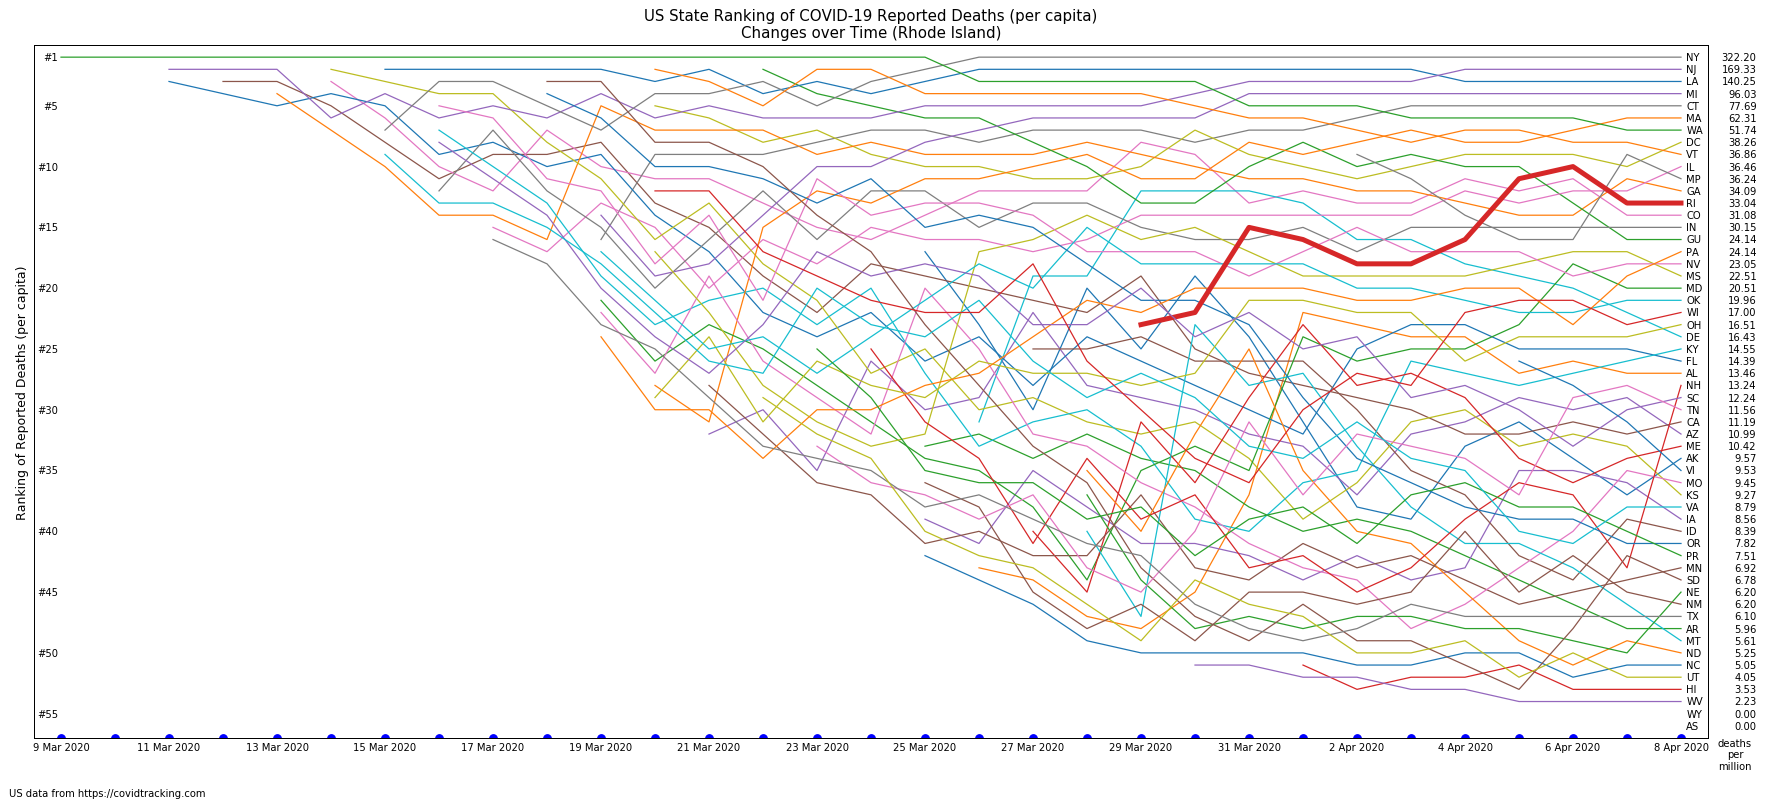 US State Ranking of COVID-19 Reported Deaths (per capita)
Changes over Time (Rhode Island)
Ranking of Reported Deaths (per capita)
#1
#5
#10
#15
#20
#25
#30
#35
#40
#45
#50
#55
NY 322.20
NJ 169.33
LA 140.25
MI 96.03
CT 77.69
MA 62.31
WA 51.74
DC 38.26
VT 36.86
IL 36.46
MP 36.24
GA 34.09
RI 33.04
CO 31.08
IN 30.15
GU 24.14
PA 24.14
NV 23.05
MS 22.51
MD 20.51
OK 19.96
WI 17.00
OH 16.51
DE 16.43
KY 14.55
FL 14.39
AL 13.46
NH 13.24
SC 12.24
TN 11.56
CA 11.19
AZ 10.99
ME 10.42
AK 9.57
VI 9.53
MO 9.45
KS 9.27
VA 8.79
IA 8.56
ID 8.39
OR 7.82
PR 7.51
MN 6.92
SD 6.78
NE 6.20
NM 6.20
TX 6.10
AR 5.96
MT 5.61
ND 5.25
NC 5.05
UT 4.05
HI 3.53
WV 2.23
WY 0.00
AS 0.00
9 Mar 2020 11 Mar 2020 13 Mar 2020 15 Mar 2020 17 Mar 2020 19 Mar 2020 21 Mar 2020 23 Mar 2020 25 Mar 2020 27 Mar 2020 29 Mar 2020 31 Mar 2020 2 Apr 2020 4 Apr 2020 6 Apr 2020 8 Apr 2020
deaths
per
million
US data from https://covidtracking.com